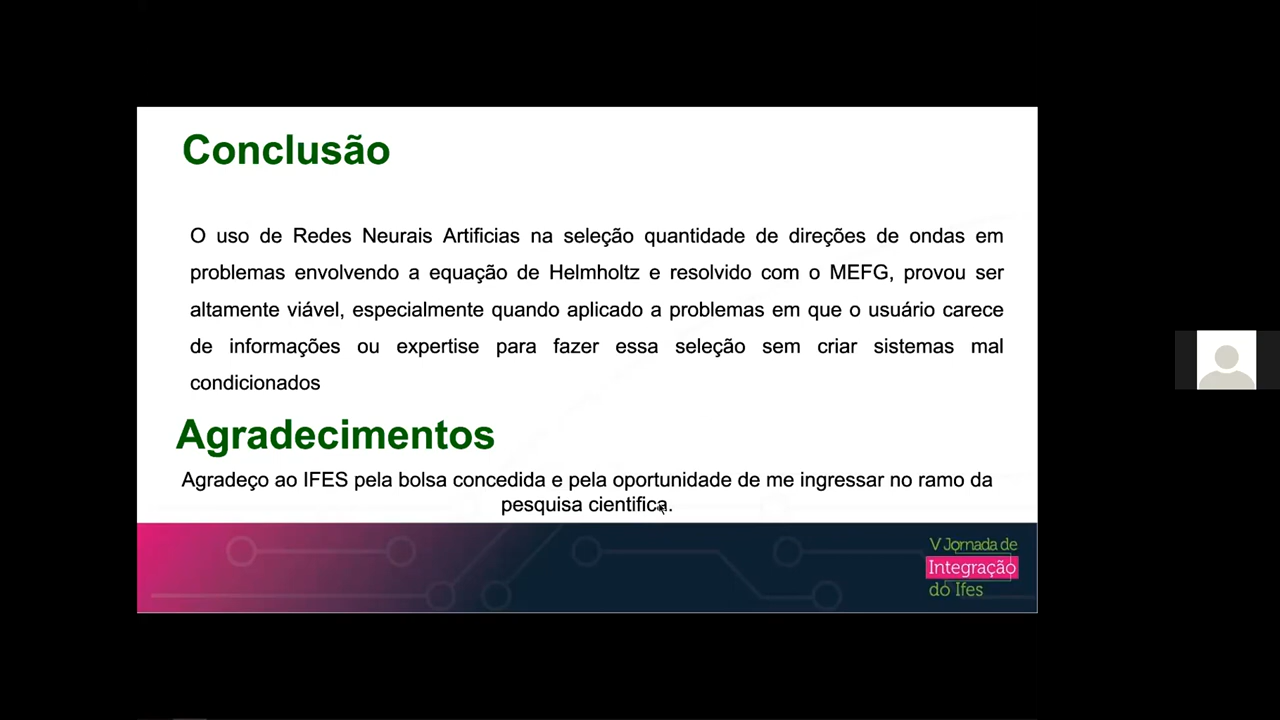 Conclusão
O uso de Redes Neurais Artificias na seleção quantidade de direções de ondas em
problemas envolvendo a equação de Helmholtz e resolvido com o MEFG, provou ser
altamente viável, especialmente quando aplicado a problemas em que o usuário carece
de informações ou expertise para fazer essa seleção sem criar sistemas mal
condicionados
Agradecimentos
Agradeço ao IFES pela bolsa concedida e pela oportunidade de me ingressar no ramo da
pesquisa cientifica.
V Jornada de
Integração
do Ifes